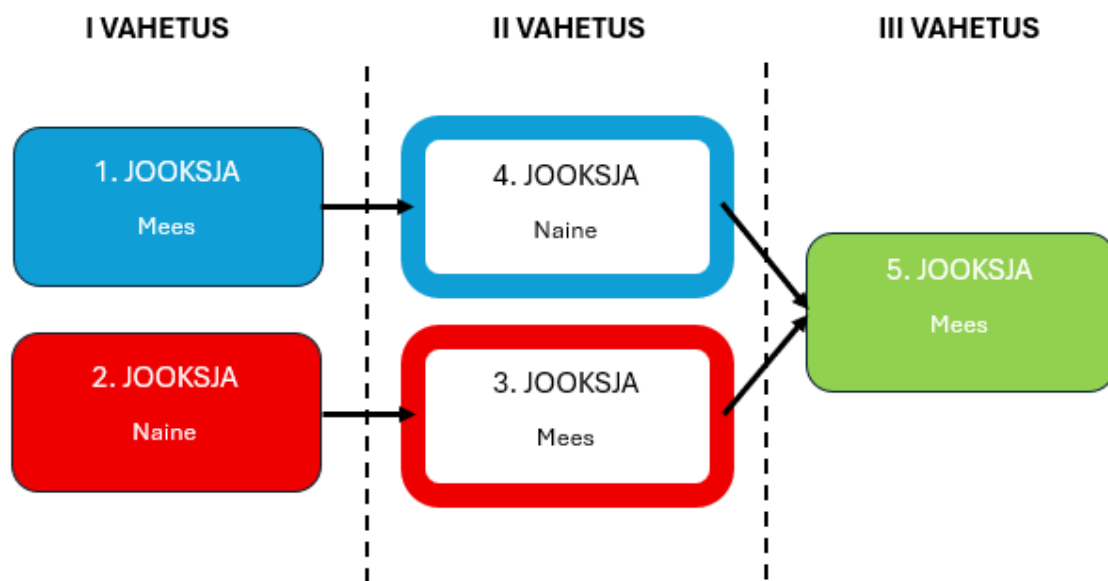 I VAHETUS
II VAHETUS
III VAHETUS
1. JOOKSJA
Mees
4. JOOKSJA
Naine
5. JOOKSJA
Mees
2. JOOKSJA
Naine
3. JOOKSJA
Mees